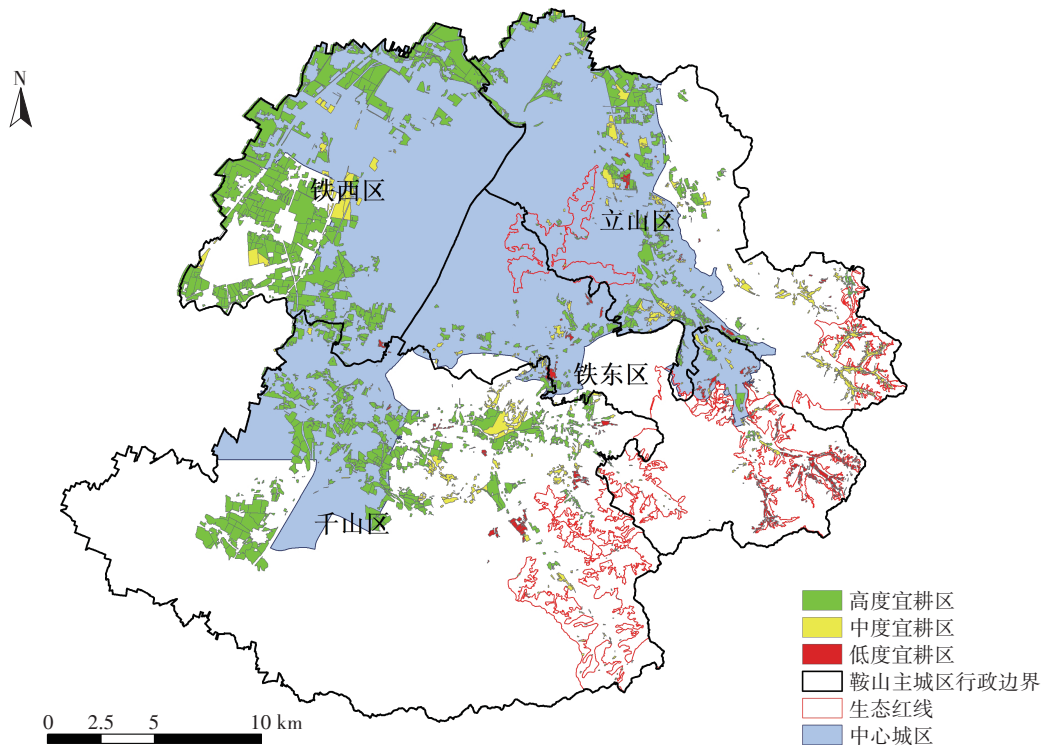 N
铁西区
立山区
铁东区
千山区
高度宜耕区
中度宜耕区
低度宜耕区
鞍山主城区行政边界
生态红线
中心城区
0 2.5 5 10 km